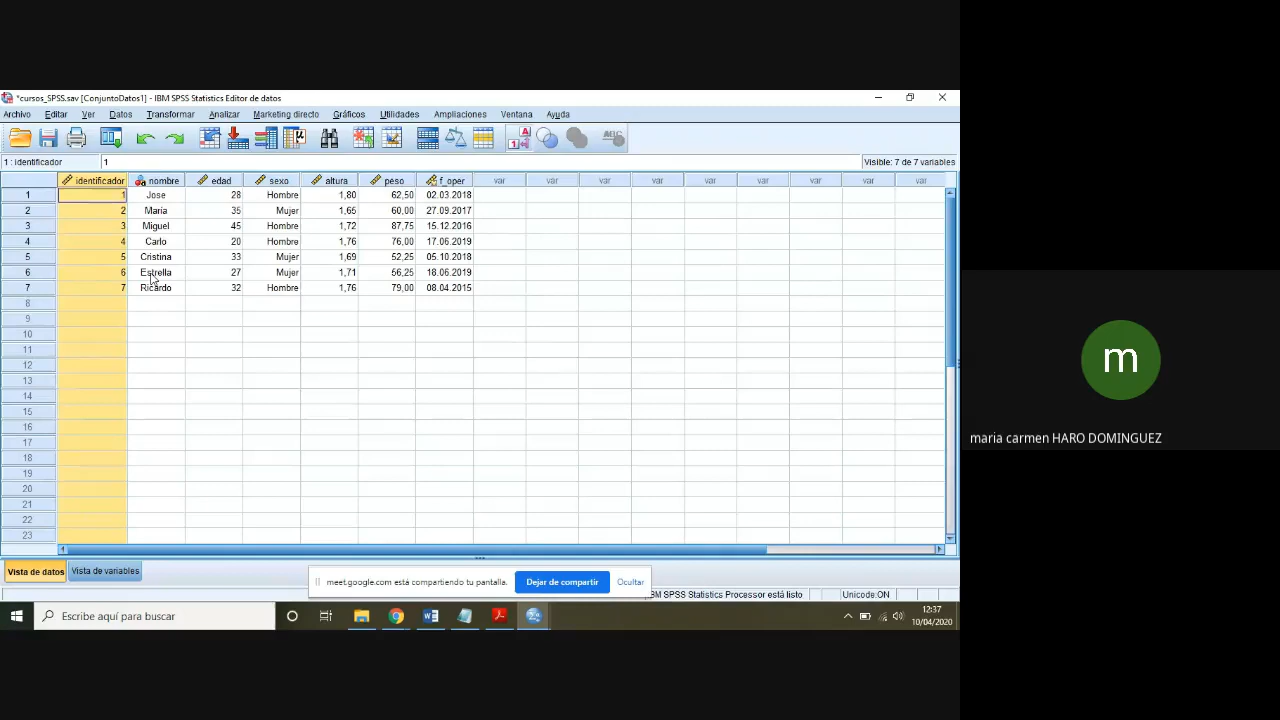 *cursos_SPSS.sav [ConjuntoDatos1] - IBM SPSS Statistics Editor de datos
Archivo Editar Ver Datos Transformar Analizar Marketing directo Gráficos Utilidades Ampliaciones Ventana Ayuda
1 : identificador 1 Visible: 7 de 7 variables
identificador nombre edad sexo altura peso f_oper var var var var var var var var var
1 1 Jose 28 Hombre 1,80 62,50 02.03.2018
2 2 María 35 Mujer 1,65 60,00 27.09.2017
3 3 Miguel 45 Hombre 1,72 87,75 15.12.2016
4 4 Carlo 20 Hombre 1,76 76,00 17.06.2019
5 5 Cristina 33 Mujer 1,69 52,25 05.10.2018
6 6 Estrella 27 Mujer 1,71 56,25 18.06.2019
7 7 Ricardo 32 Hombre 1,76 79,00 08.04.2015
8
9
10
11
12
13
14
15
16
17
18
19
20
21
22
23
Vista de datos Vista de variables
meet.google.com está compartiendo tu pantalla. Dejar de compartir Ocultar
IBM SPSS Statistics Processor está listo Unicode:ON
Escribe aquí para buscar
12:37
10/04/2020
m
maria carmen HARO DOMINGUEZ